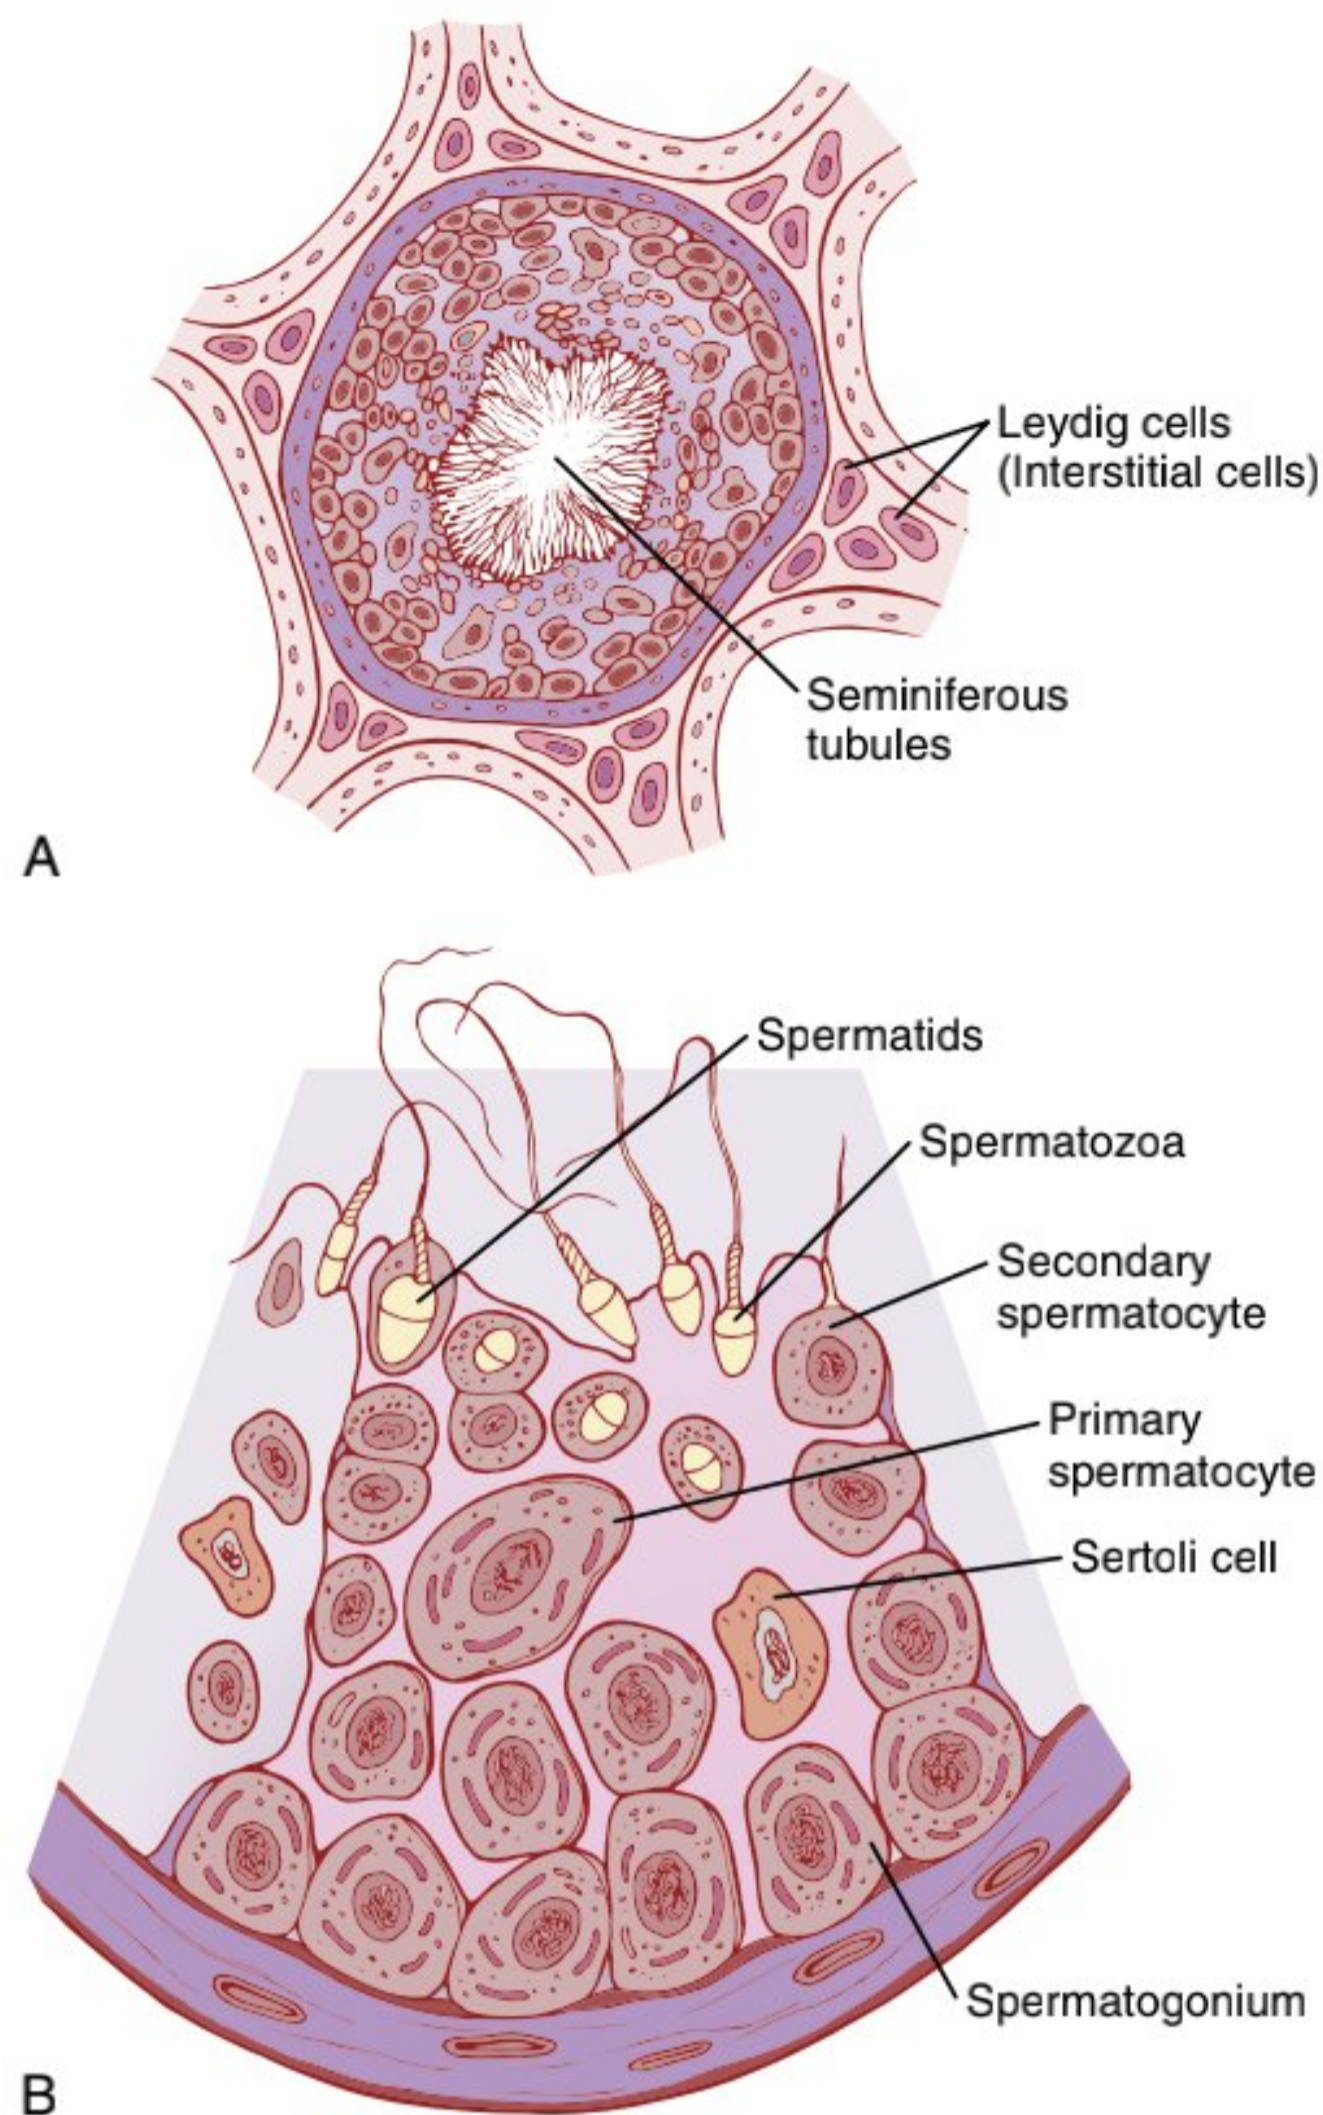 Leydig cells
(Interstitial cells)
Seminiferous
tubules
A
Spermatids
Spermatozoa
Secondary
spermatocyte
Primary
spermatocyte
Sertoli cell
Spermatogonium
B